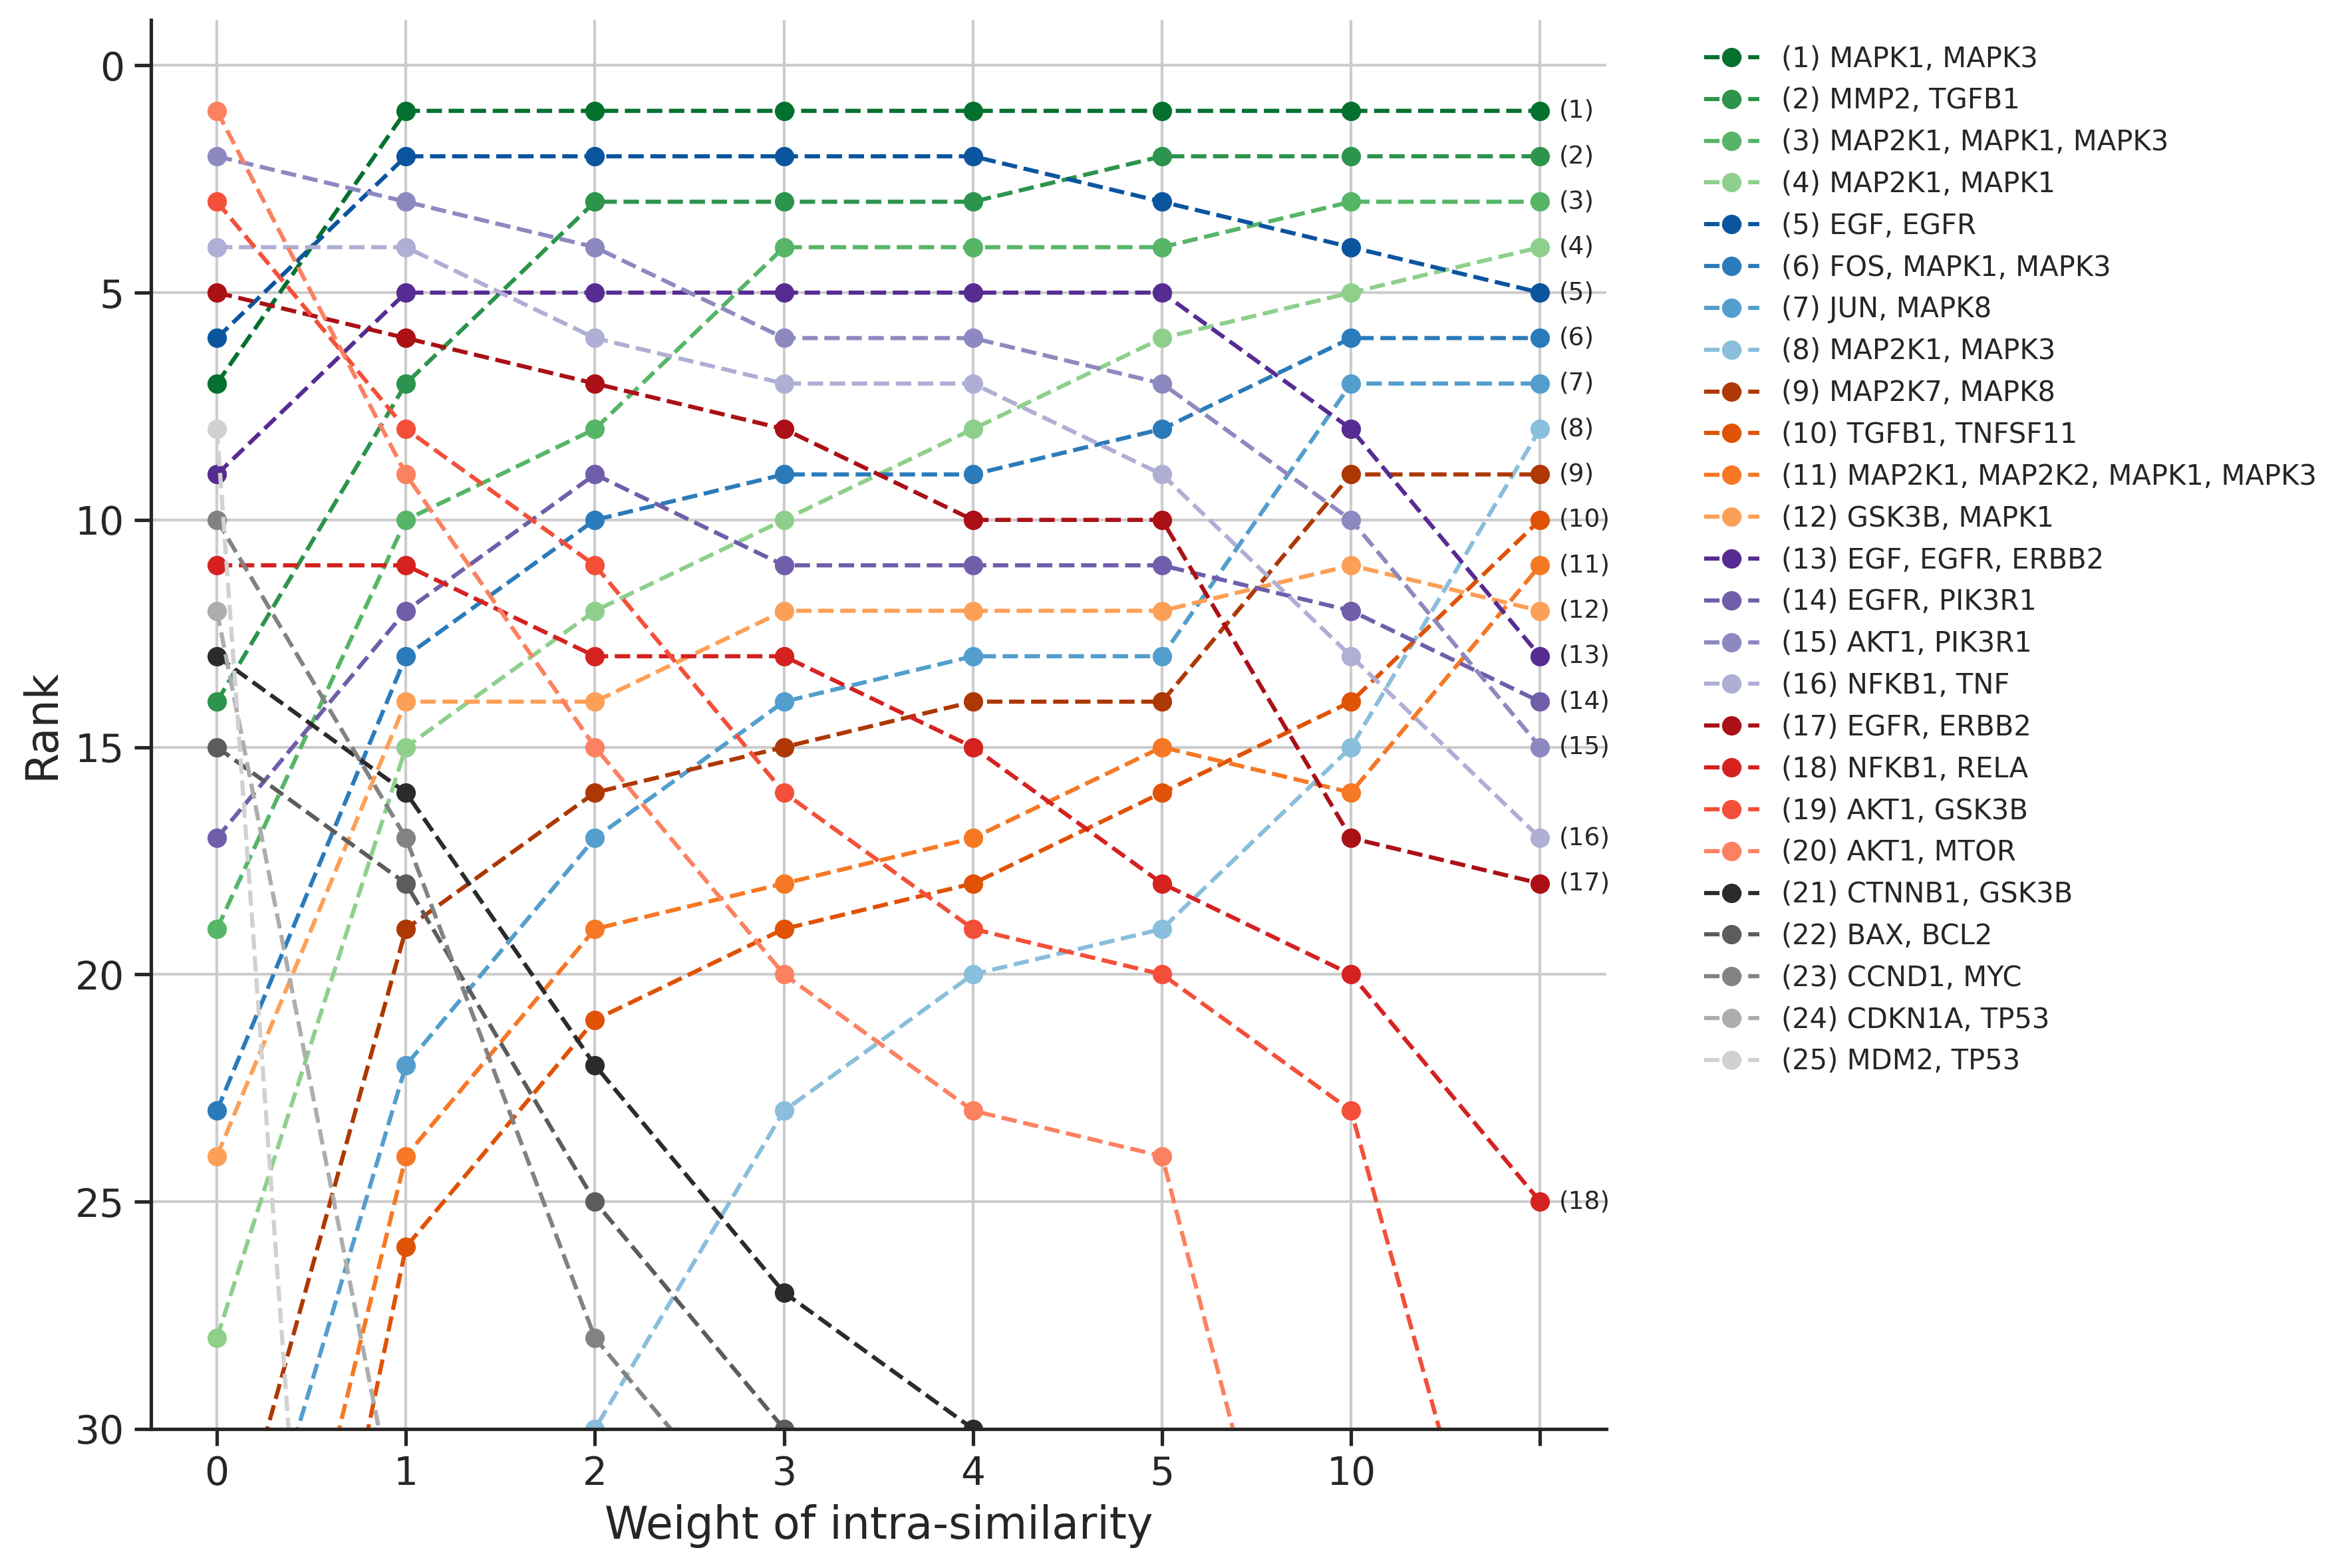 0
5
10
15
20
25
30
Rank
0 1 2 3 4 5 10
Weight of intra-similarity
(1)
(2)
(3)
(4)
(5)
(6)
(7)
(8)
(9)
(10)
(11)
(12)
(13)
(14)
(15)
(16)
(17)
(18)
(1) MAPK1, MAPK3
(2) MMP2, TGFB1
(3) MAP2K1, MAPK1, MAPK3
(4) MAP2K1, MAPK1
(5) EGF, EGFR
(6) FOS, MAPK1, MAPK3
(7) JUN, MAPK8
(8) MAP2K1, MAPK3
(9) MAP2K7, MAPK8
(10) TGFB1, TNFSF11
(11) MAP2K1, MAP2K2, MAPK1, MAPK3
(12) GSK3B, MAPK1
(13) EGF, EGFR, ERBB2
(14) EGFR, PIK3R1
(15) AKT1, PIK3R1
(16) NFKB1, TNF
(17) EGFR, ERBB2
(18) NFKB1, RELA
(19) AKT1, GSK3B
(20) AKT1, MTOR
(21) CTNNB1, GSK3B
(22) BAX, BCL2
(23) CCND1, MYC
(24) CDKN1A, TP53
(25) MDM2, TP53